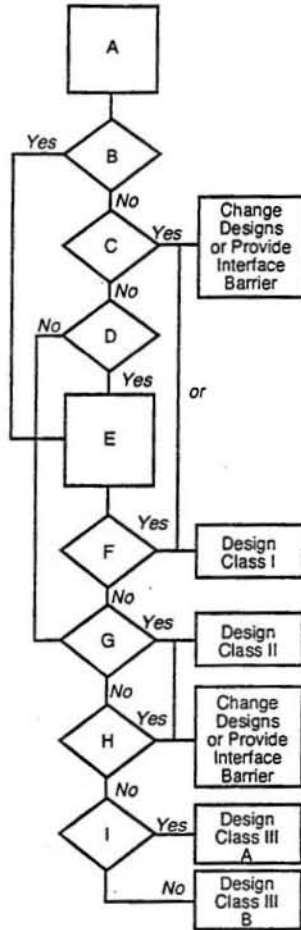 A
Yes
B
No
C
Yes
Change
Designs
or Provide
Interface
Barrier
No
No
D
Yes
or
E
Yes
F
Design
Class I
No
Yes
G
Design
Class II
No
Yes
H
Change
Designs
or Provide
Interface
Barrier
No
I
Yes
Design
Class III
A
No
Design
Class III
B